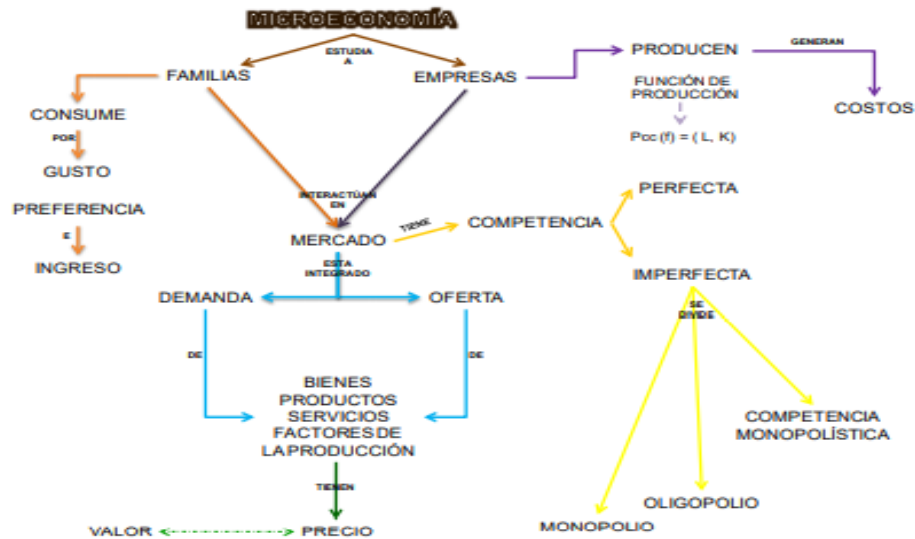 MICROECONOMÍA
ESTUDIA
A
FAMILIAS
EMPRESAS
PRODUCEN
GENERAN
COSTOS
FUNCIÓN DE
PRODUCCIÓN
Pcc (f) = ( L, K)
CONSUME
POR
GUSTO
PREFERENCIA
E
INGRESO
INTERACTÚAN
EN
MERCADO
TIENE
COMPETENCIA
PERFECTA
IMPERFECTA
SE
DIVIDE
MONOPOLIO
OLIGOPOLIO
COMPETENCIA
MONOPOLÍSTICA
ESTA
INTEGRADO
DEMANDA
OFERTA
DE
DE
BIENES
PRODUCTOS
SERVICIOS
FACTORES DE
LA PRODUCCIÓN
TIENEN
VALOR
PRECIO